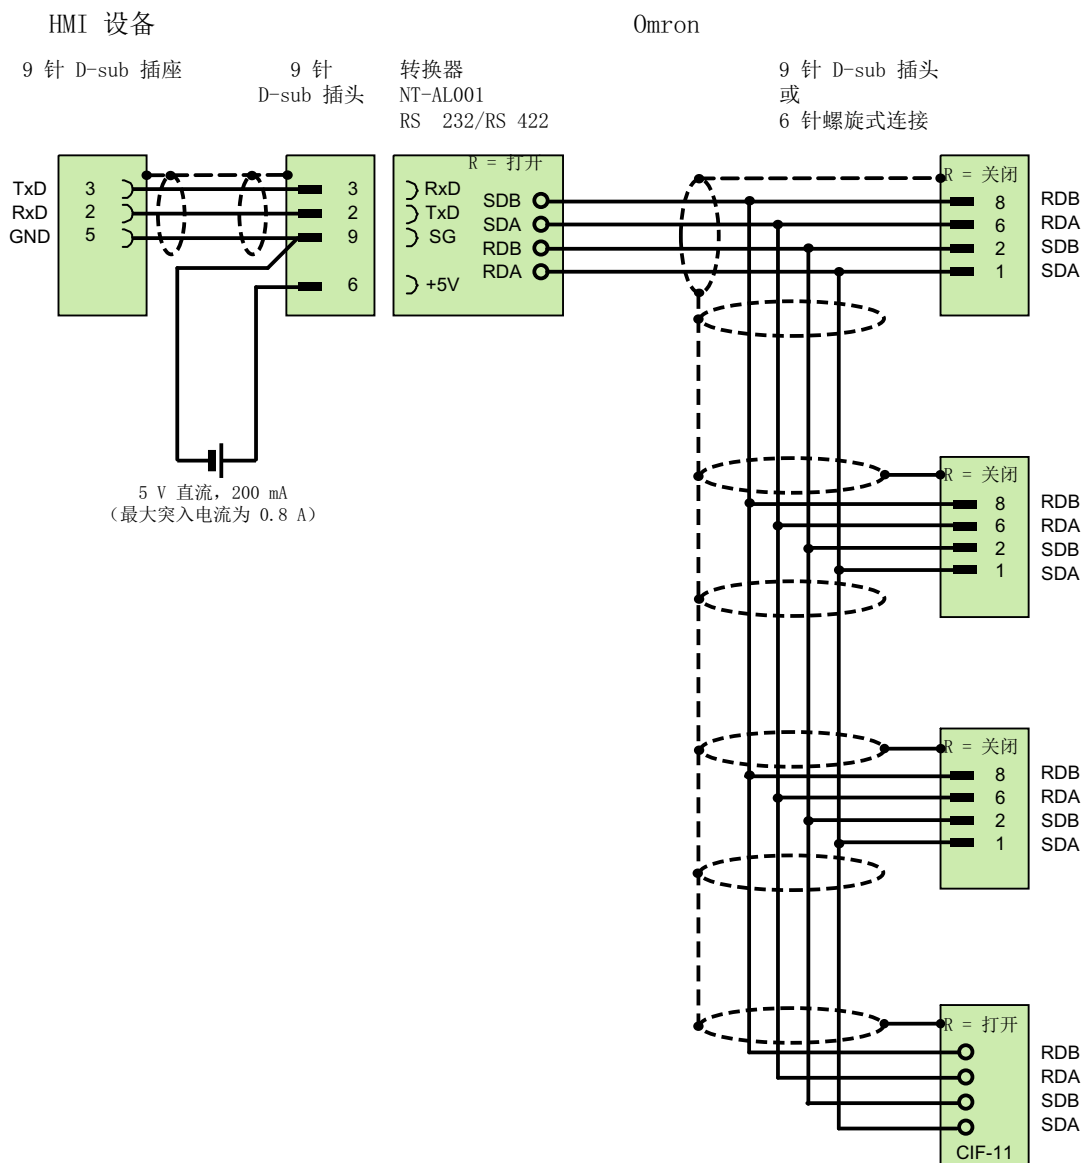 HMI 设备
Omron
9 针 D-sub 插座
9 针
D-sub 插头
转换器
NT-AL001
RS 232/RS 422
9 针 D-sub 插头
或
6 针螺旋式连接
TxD 3
RxD 2
GND 5
3
2
9
6
R = 打开
RxD
TxD
SG
+5V
SDB
SDA
RDB
RDA
R = 关闭
8 RDB
6 RDA
2 SDB
1 SDA
5 V 直流，200 mA
（最大突入电流为 0.8 A）
R = 关闭
8 RDB
6 RDA
2 SDB
1 SDA
R = 关闭
8 RDB
6 RDA
2 SDB
1 SDA
R = 打开
RDB
RDA
SDB
SDA
CIF-11